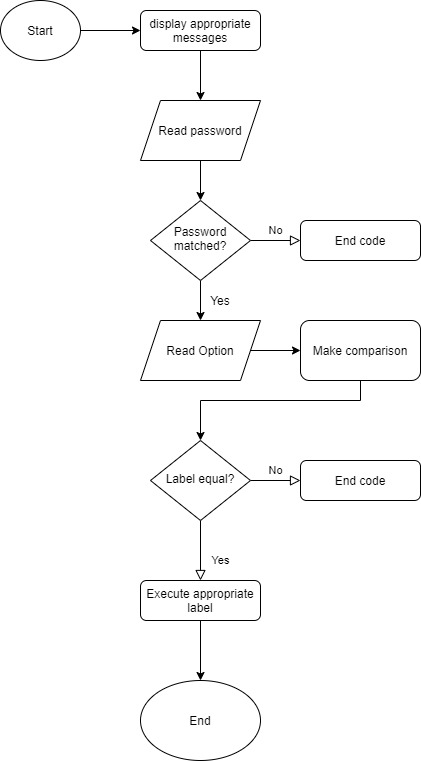 Start
display appropriate
messages
Read password
Password
matched?
No
End code
Yes
Read Option
Make comparison
Label equal?
No
End code
Yes
Execute appropriate
label
End